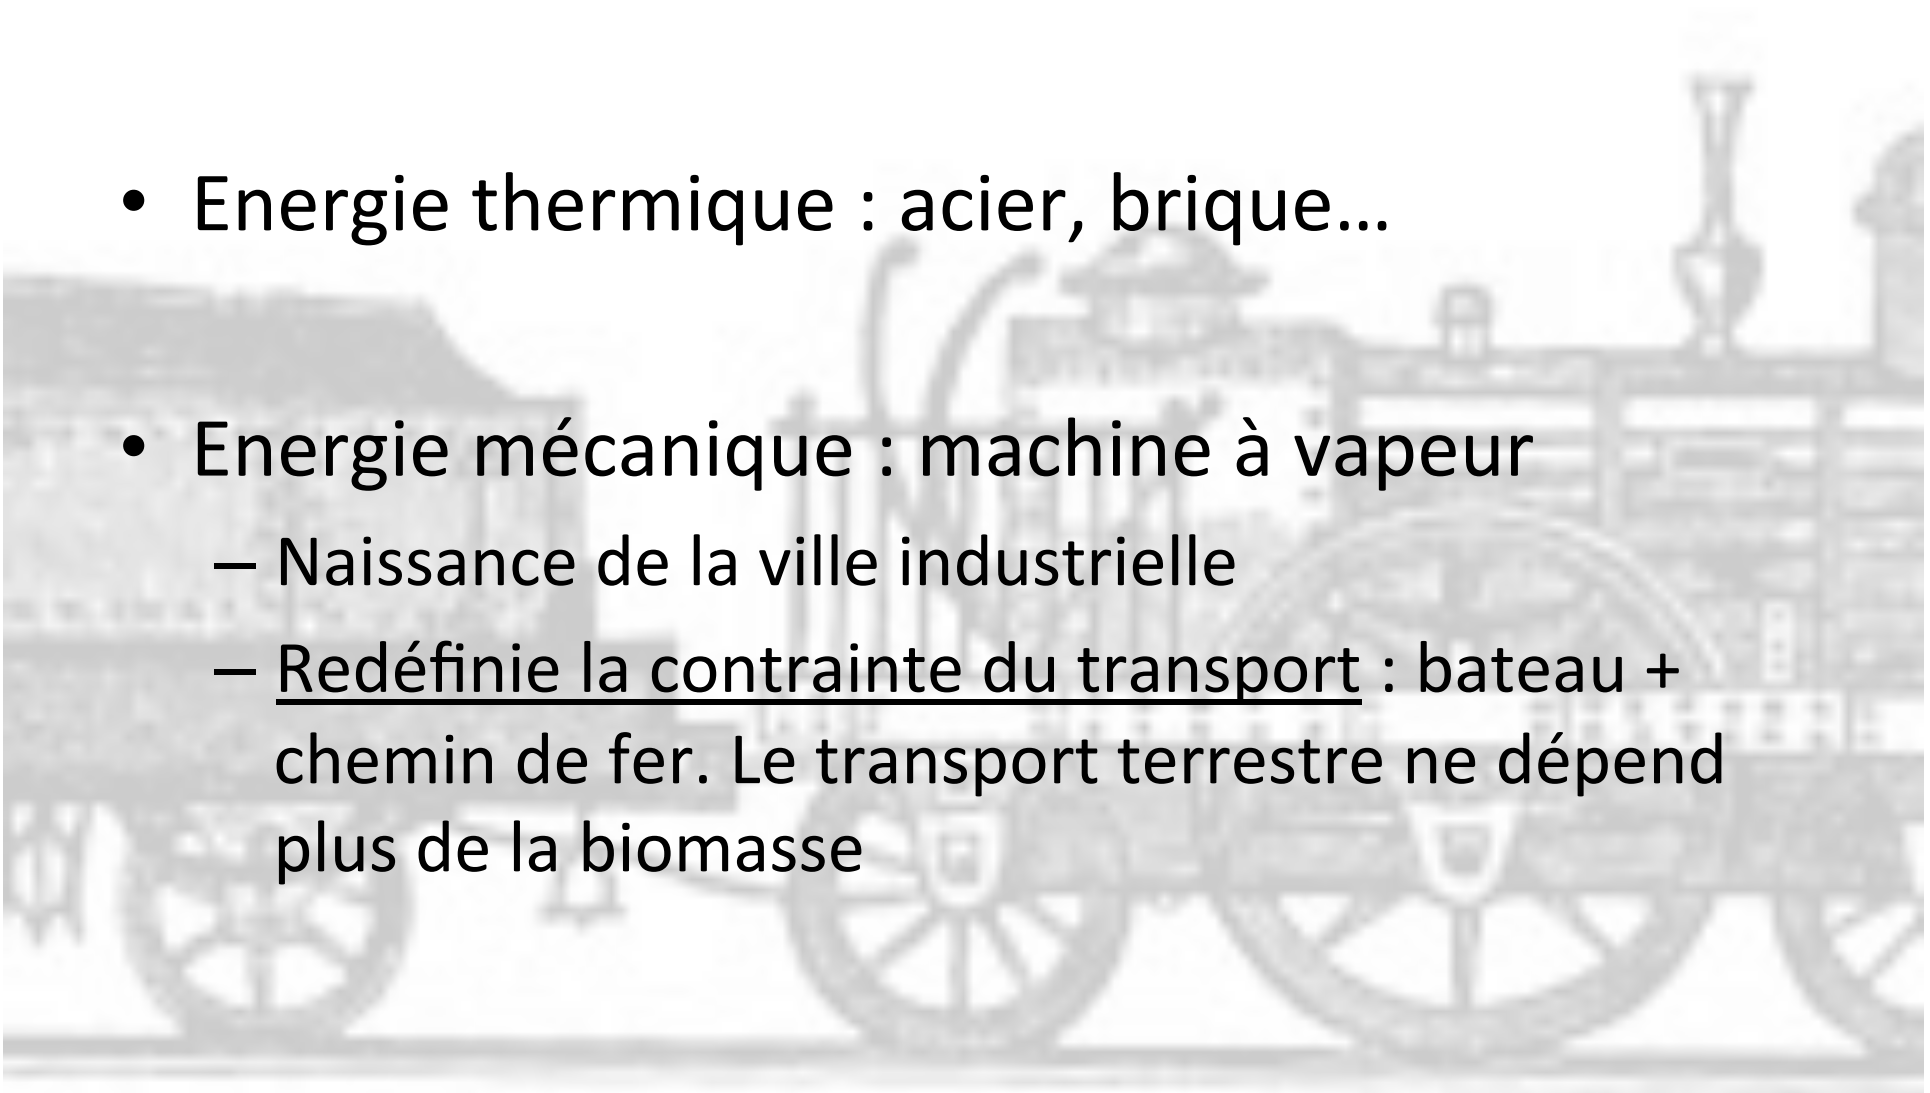 • Energie thermique : acier, brique…
• Energie mécanique : machine à vapeur
– Naissance de la ville industrielle
– Redéfinie la contrainte du transport : bateau +
chemin de fer. Le transport terrestre ne dépend
plus de la biomasse